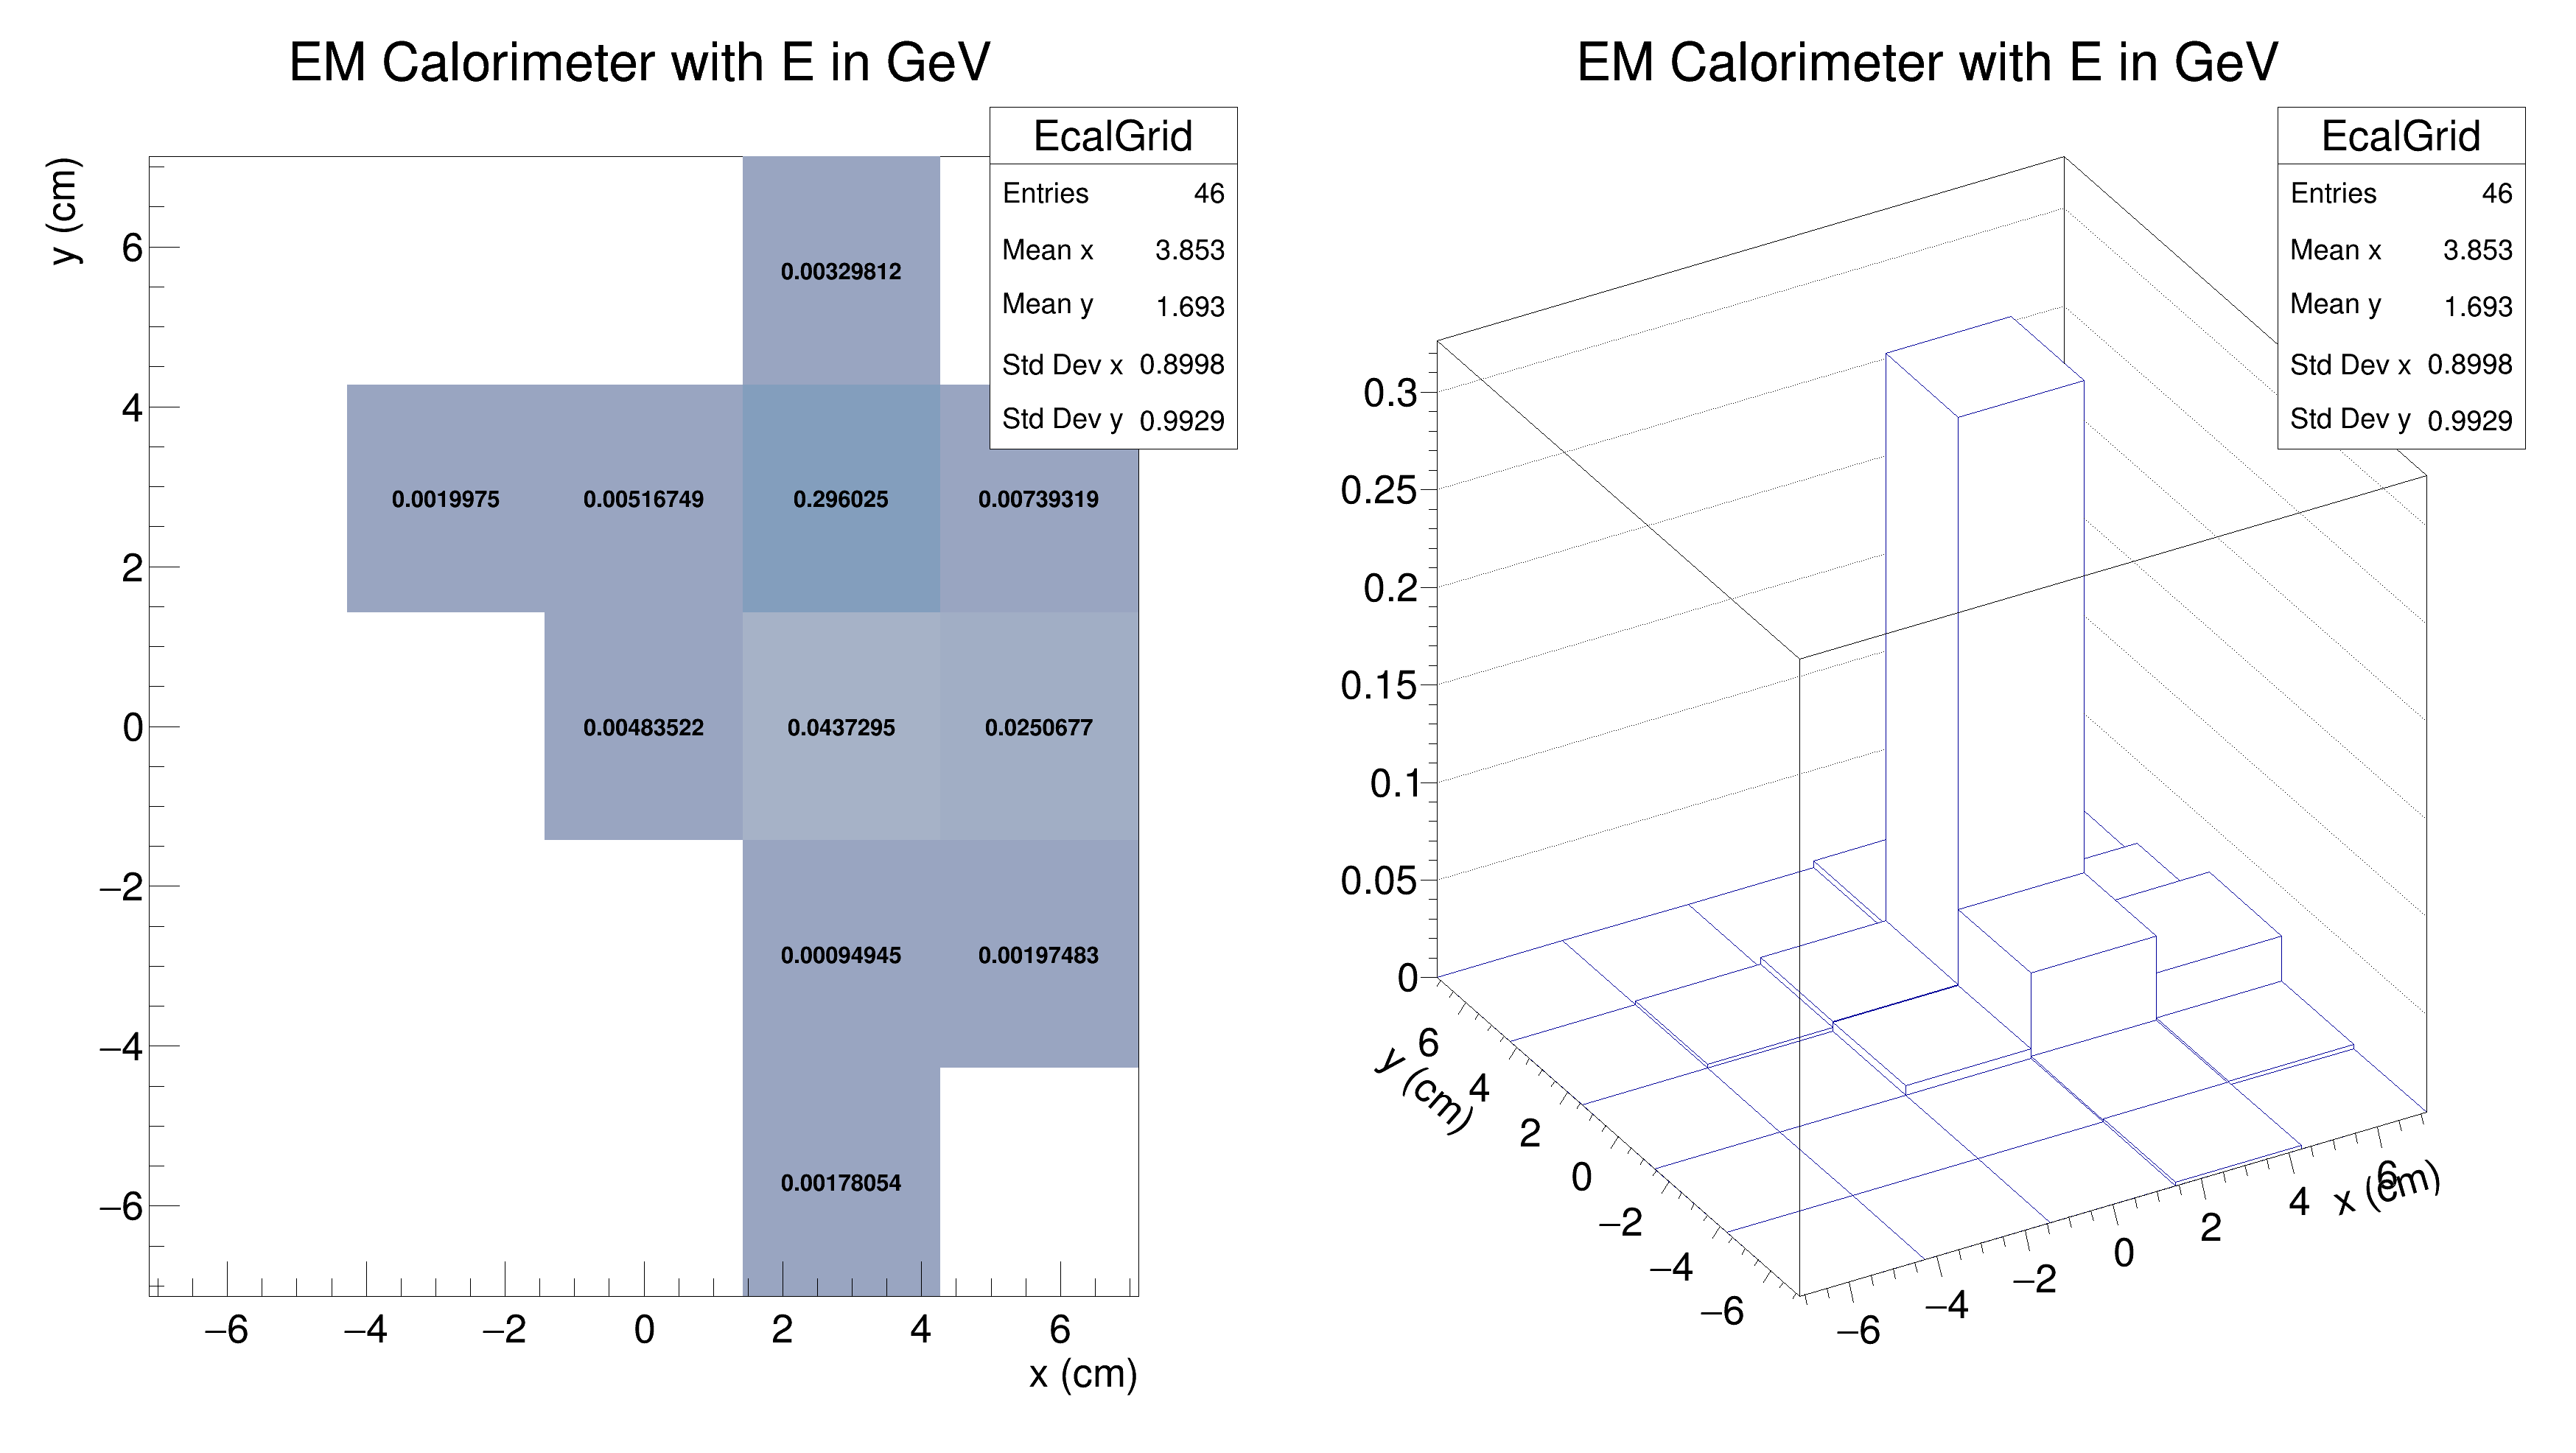 EM Calorimeter with E in GeV
EcalGrid
Entries 46
Mean x 3.853
Mean y 1.693
Std Dev x 0.8998
Std Dev y 0.9929
y (cm)
6
4
2
0
−2
−4
−6
0.00329812
0.0019975 0.00516749 0.296025 0.00739319
0.00483522 0.0437295 0.0250677
0.00094945 0.00197483
0.00178054
−6 −4 −2 0 2 4 6
x (cm)
EM Calorimeter with E in GeV
EcalGrid
Entries 46
Mean x 3.853
Mean y 1.693
Std Dev x 0.8998
Std Dev y 0.9929
0.3
0.25
0.2
0.15
0.1
0.05
0
y (cm)
6
4
2
0
−2
−4
−6
−6 −4 −2 0 2 4 6
x (cm)